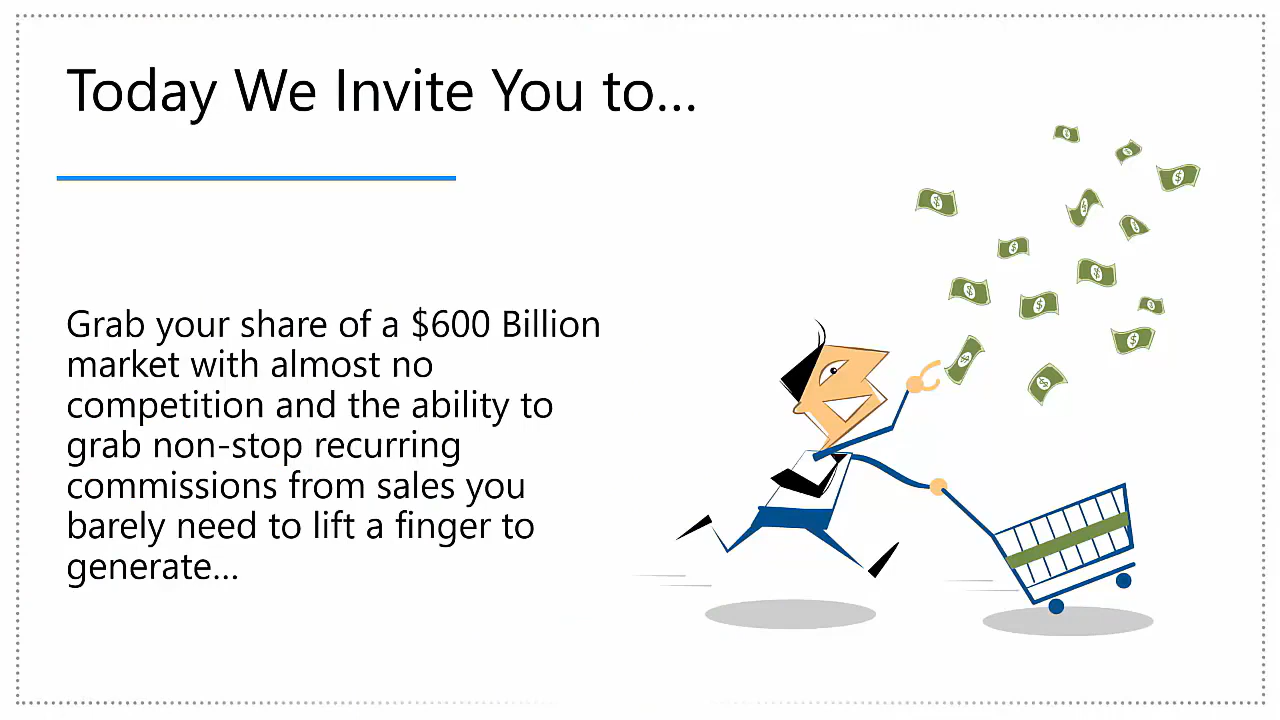 Today We Invite You to...
Grab your share of a $600 Billion
market with almost no
competition and the ability to
grab non-stop recurring
commissions from sales you
barely need to lift a finger to
generate...